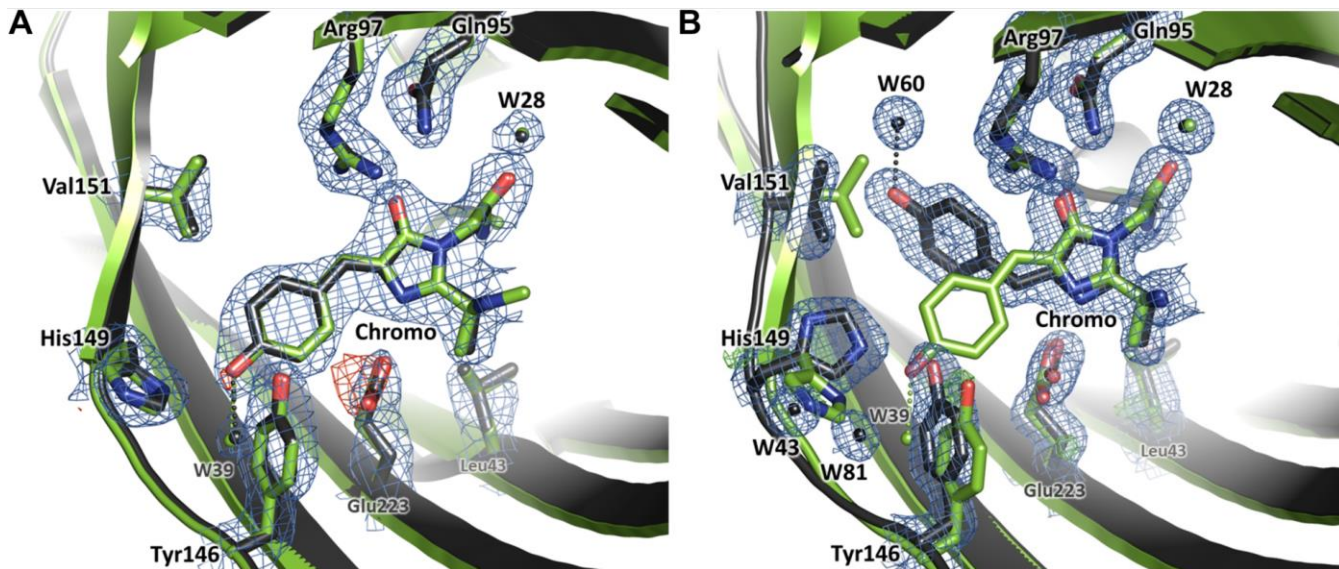 A
Arg97
Gln95
W28
Val151
His149
Chromo
W39
Glu223
Leu43
Tyr146
B
Arg97
Gln95
W60
W28
Val151
Chromo
His149
W39
W43
W81
Glu223
Leu43
Tyr146